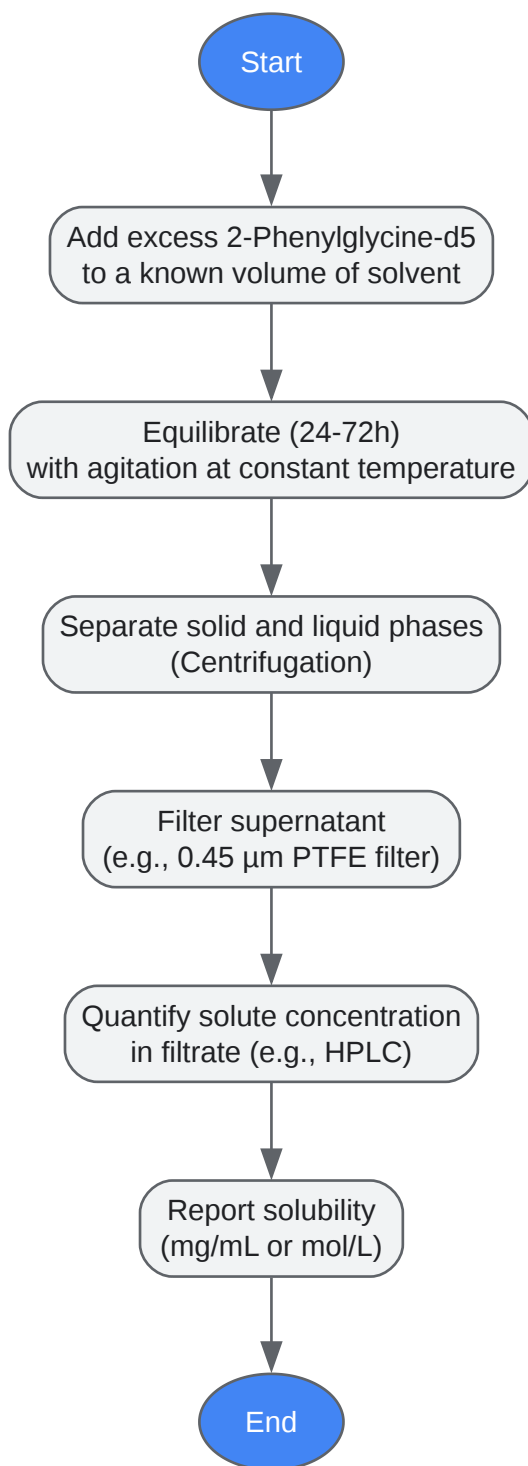 Start
Add excess 2-Phenylglycine-d5
to a known volume of solvent
Equilibrate (24-72h)
with agitation at constant temperature
Separate solid and liquid phases
(Centrifugation)
Filter supernatant
(e.g., 0.45 µm PTFE filter)
Quantify solute concentration
in filtrate (e.g., HPLC)
Report solubility
(mg/mL or mol/L)
End